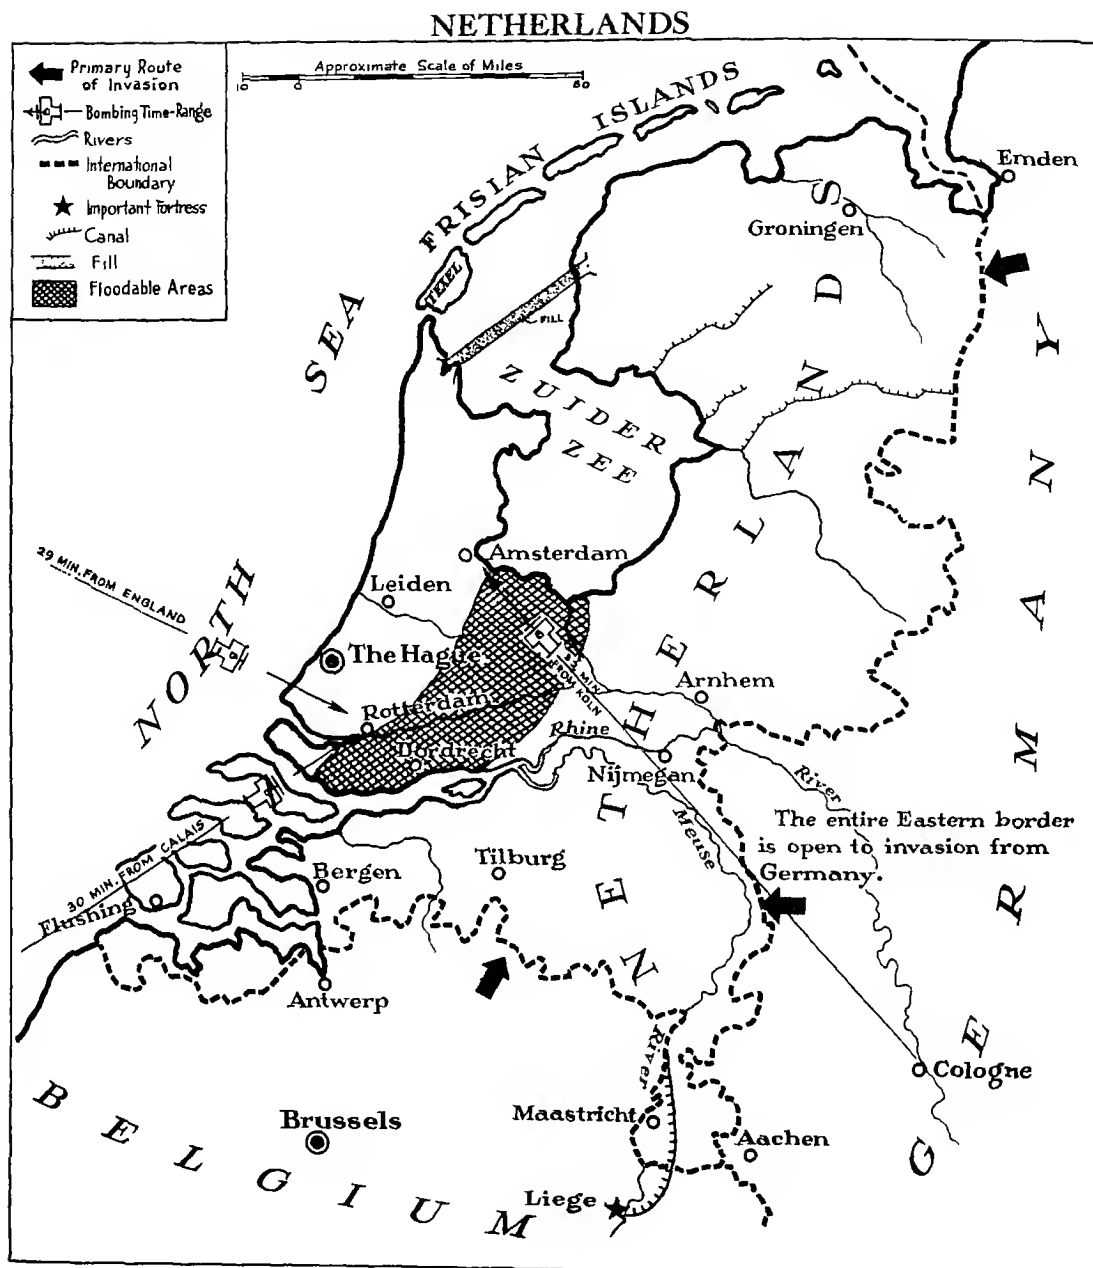 NETHERLANDS
Primary Route
of Invasion
Bombing Time-Range
Rivers
International
Boundary
Important Fortress
Canal
Fill
Floodable Areas
Approximate Scale of Miles
10 0
FRISIAN ISLANDS
TEXEL
FILL
Emden
Groningen
NORTH SEA
ZUIDER
ZEE
NETHERLANDS
GERMANY
29 MIN. FROM ENGLAND
Amsterdam
Leiden
The Hague
Rotterdam
Dordrecht
MIN.
FROM KOLN
Arnhem
Rhine
River
Nijmegan
Meuse
River
The entire Eastern border
is open to invasion from
Germany.
30 MIN. FROM CALAIS
Flushing
Bergen
Tilburg
Antwerp
Cologne
Maastricht
Aachen
Brussels
Liege
BELGIUM